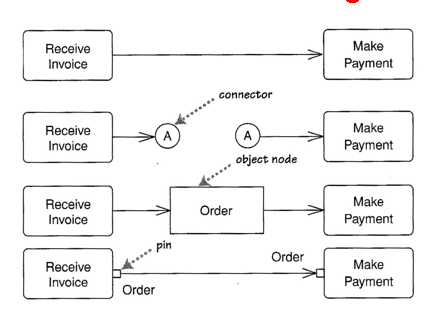 Receive
Invoice
Make
Payment
connector
Receive
Invoice
A
A
Make
Payment
object node
Receive
Invoice
Order
Make
Payment
pin
Receive
Invoice
Order
Order
Make
Payment